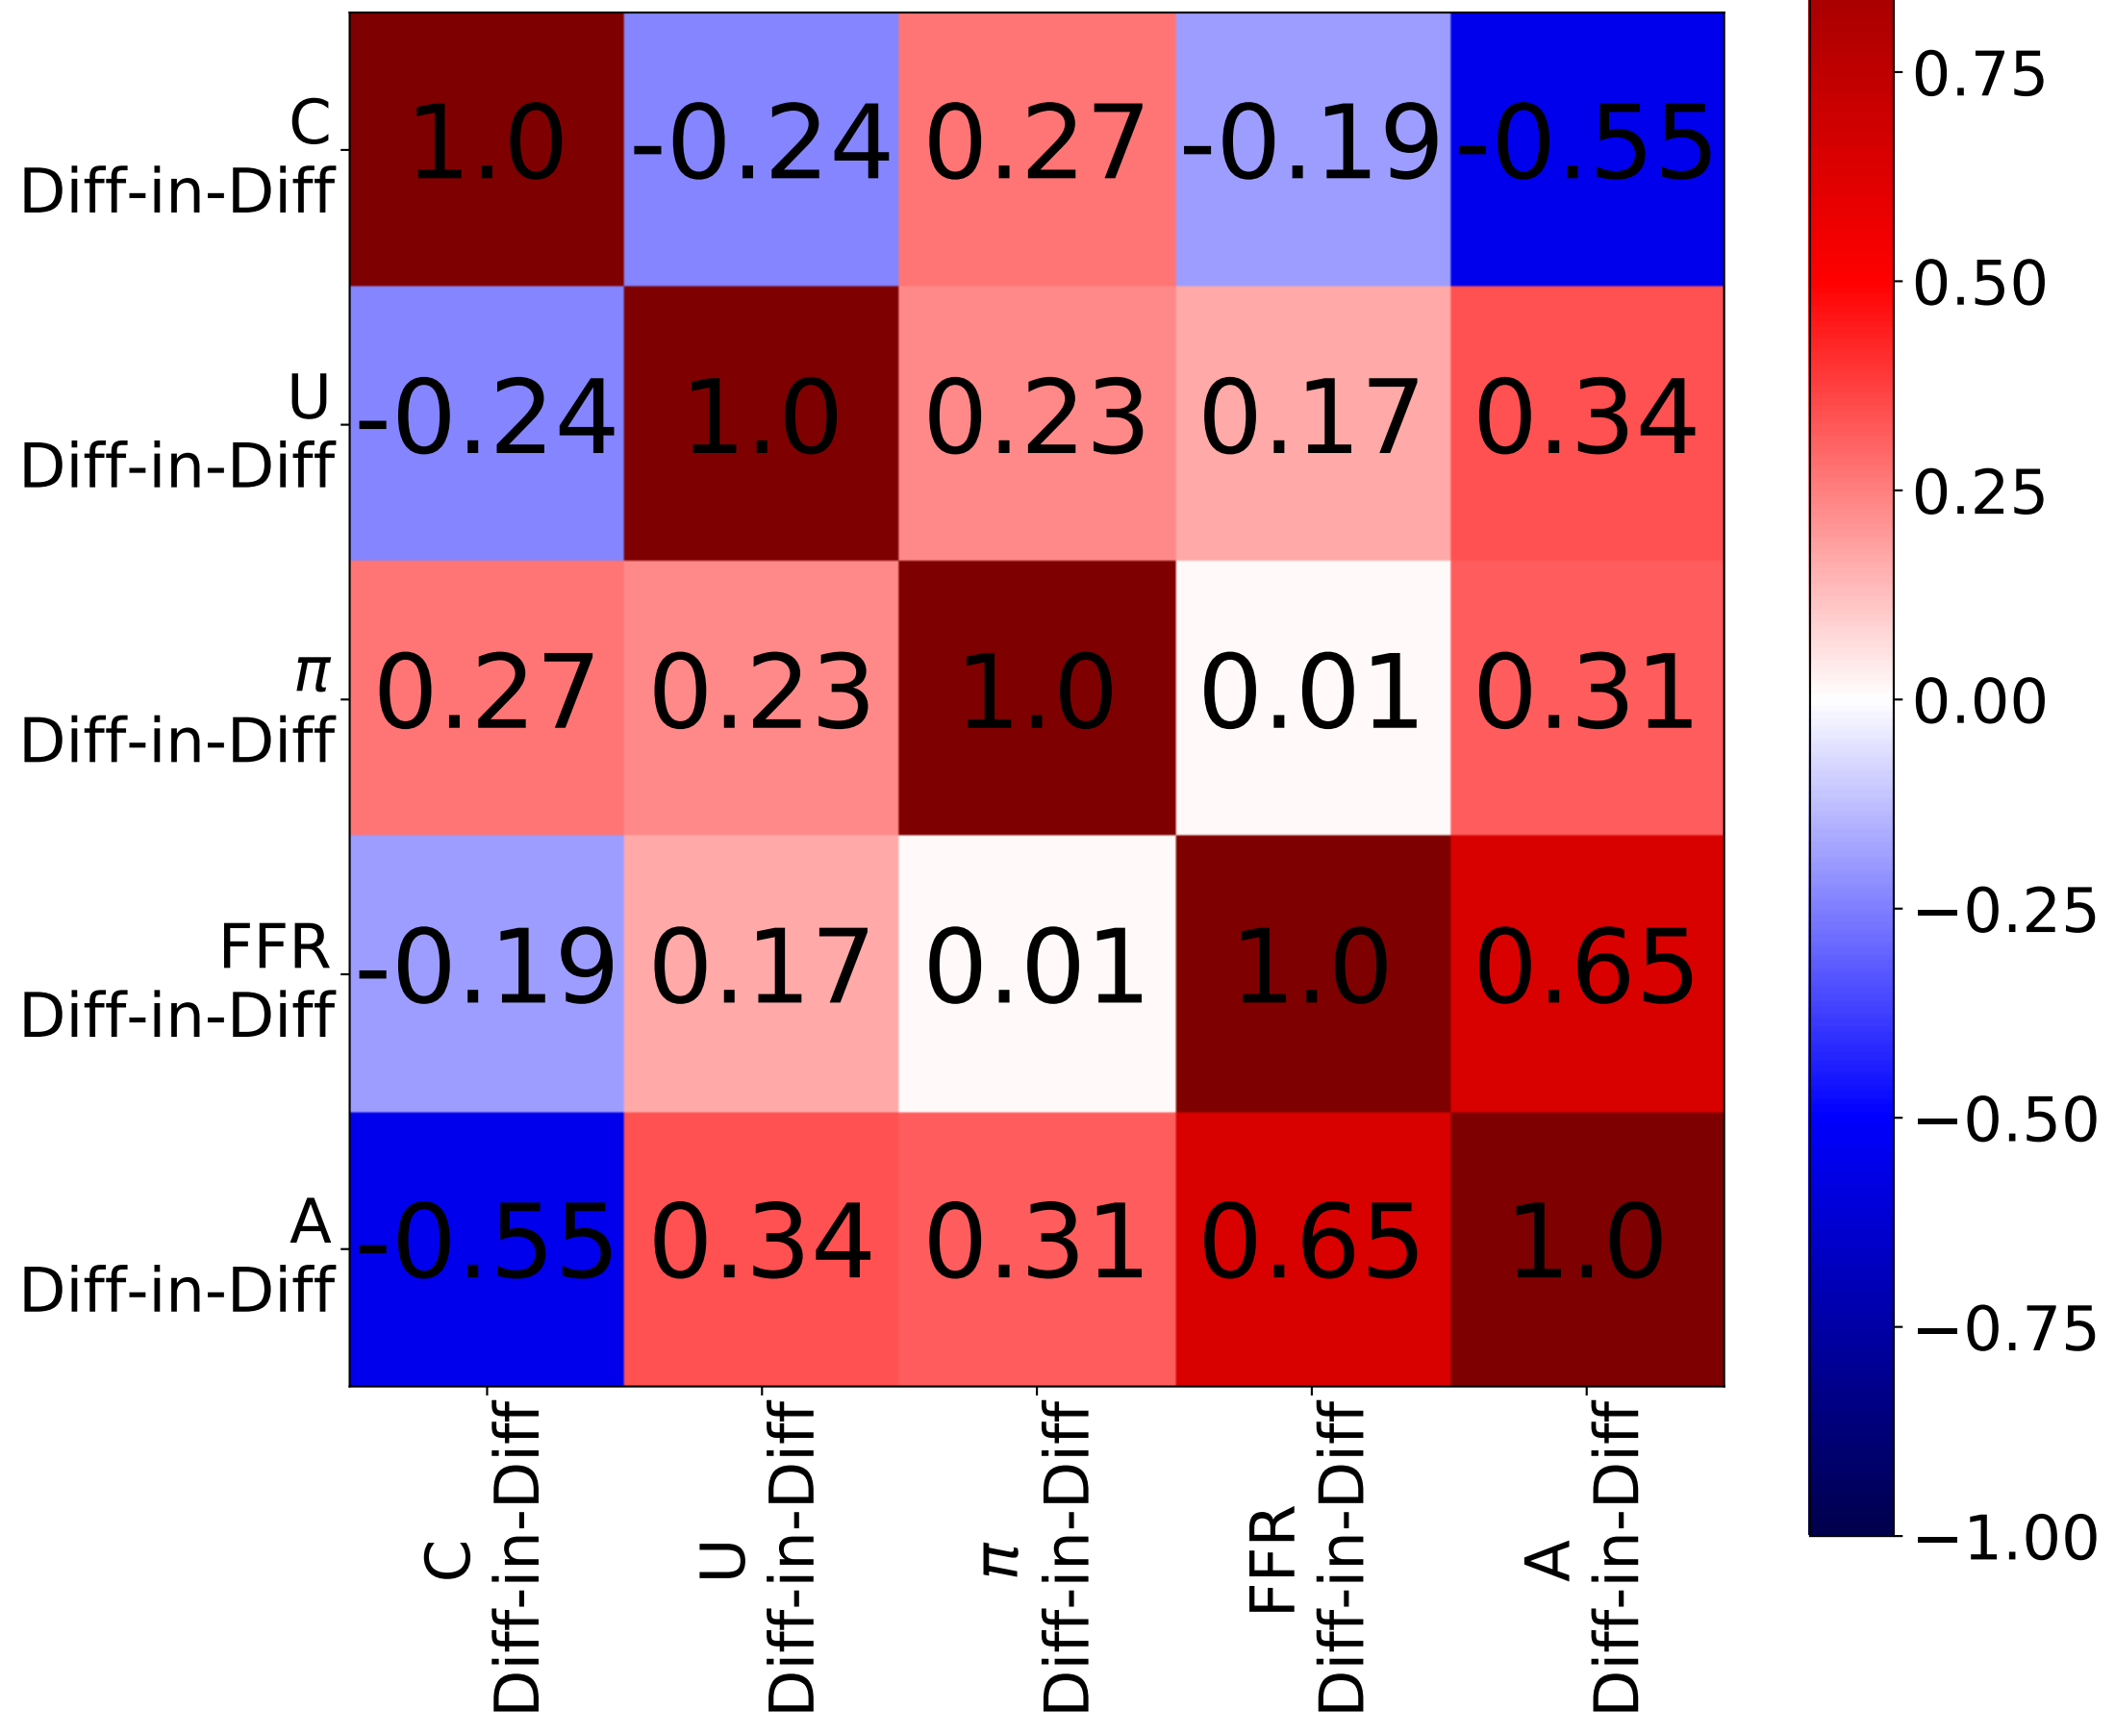 C
Diff-in-Diff
1.0 -0.24 0.27 -0.19 -0.55
U
Diff-in-Diff
-0.24 1.0 0.23 0.17 0.34
π
Diff-in-Diff
0.27 0.23 1.0 0.01 0.31
FFR
Diff-in-Diff
-0.19 0.17 0.01 1.0 0.65
A
Diff-in-Diff
-0.55 0.34 0.31 0.65 1.0
C
Diff-in-Diff
U
Diff-in-Diff
π
Diff-in-Diff
FFR
Diff-in-Diff
A
Diff-in-Diff
0.75
0.50
0.25
0.00
−0.25
−0.50
−0.75
−1.00